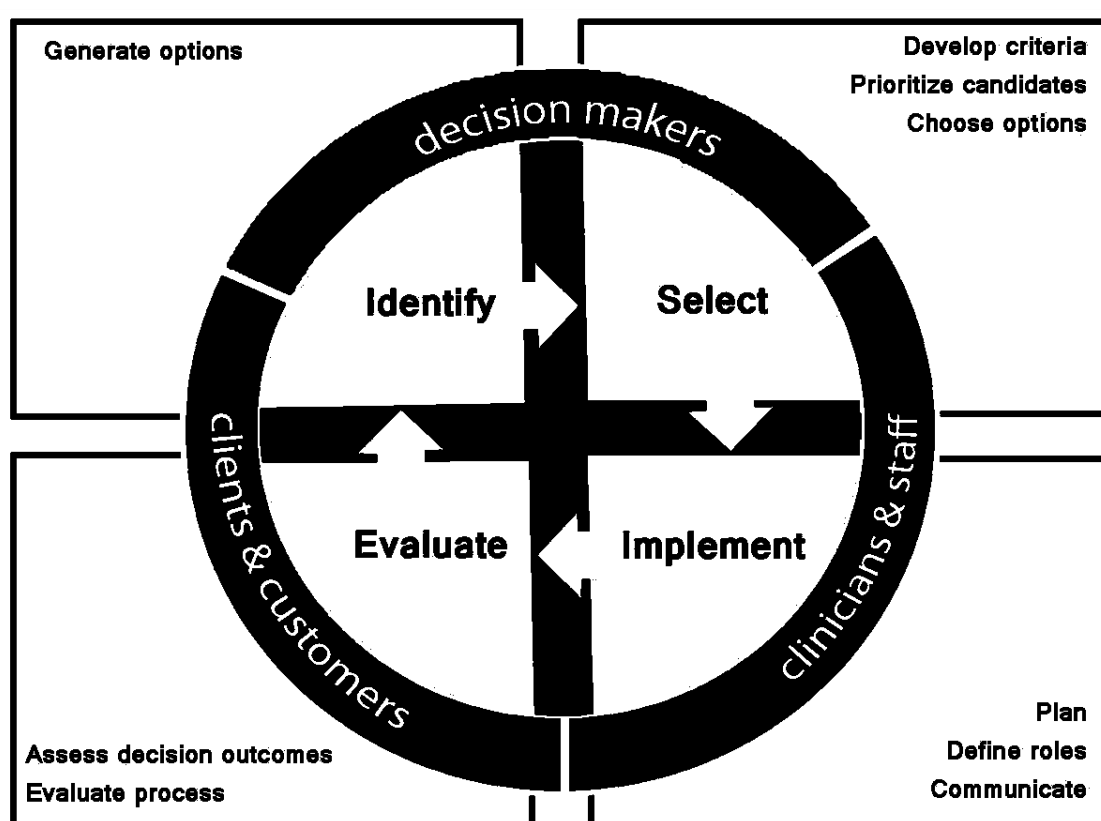 Generate options
Develop criteria
Prioritize candidates
Choose options
decision makers
Identify
Select
clients & customers
clinicians & staff
Evaluate
Implement
Assess decision outcomes
Evaluate process
Plan
Define roles
Communicate